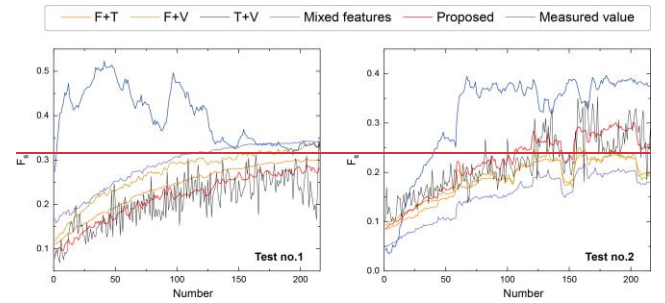 F+T F+V T+V Mixed features Proposed Measured value
0.5
0.4
0.3
0.2
0.1
Fs
0 50 100 150 200
Number
Test no.1
0.4
0.3
0.2
0.1
0.0
Fs
0 50 100 150 200
Number
Test no.2